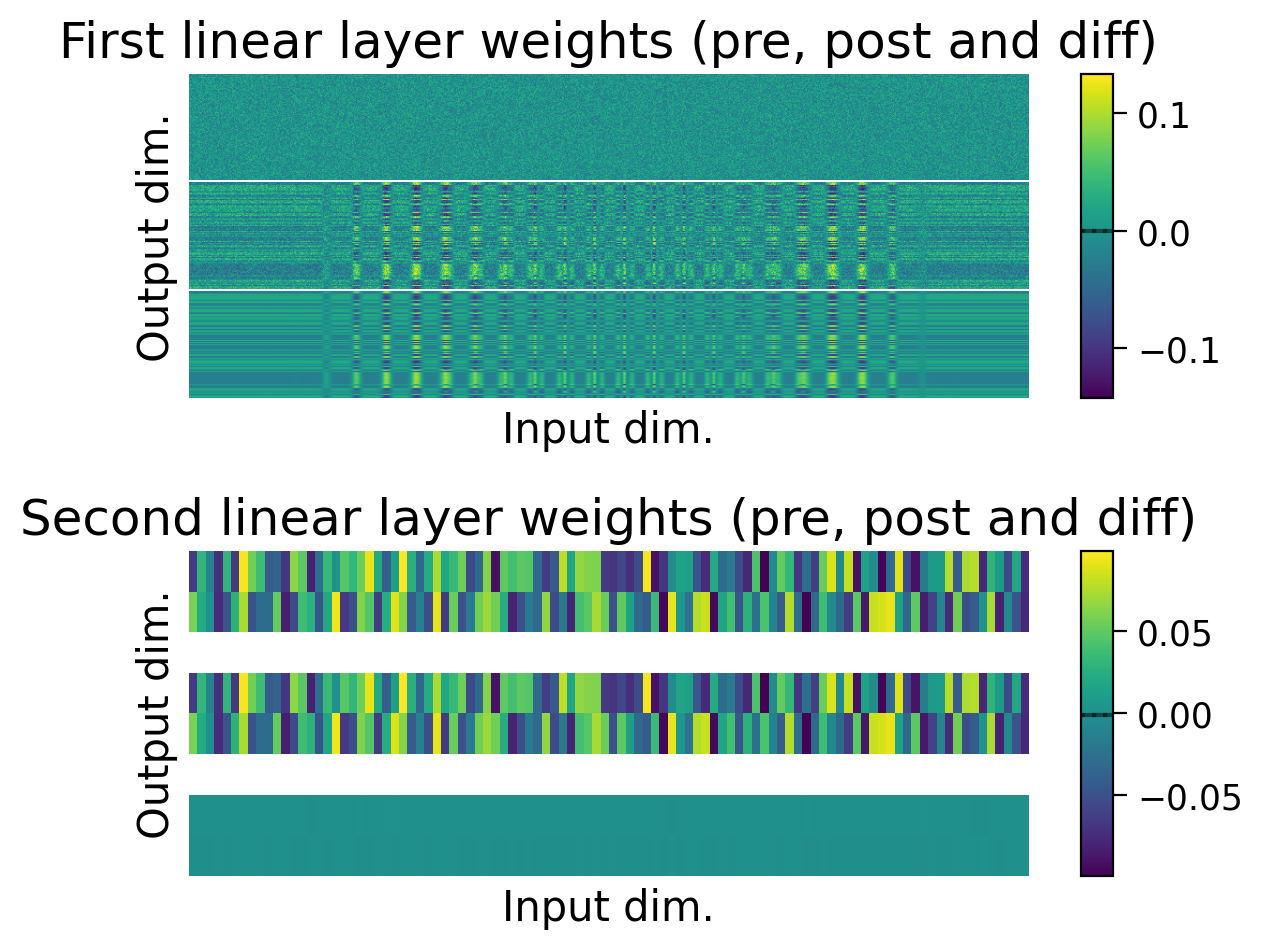 First linear layer weights (pre, post and diff)
Output dim.
Input dim.
0.1
0.0
−0.1
Second linear layer weights (pre, post and diff)
Output dim.
Input dim.
0.05
0.00
−0.05